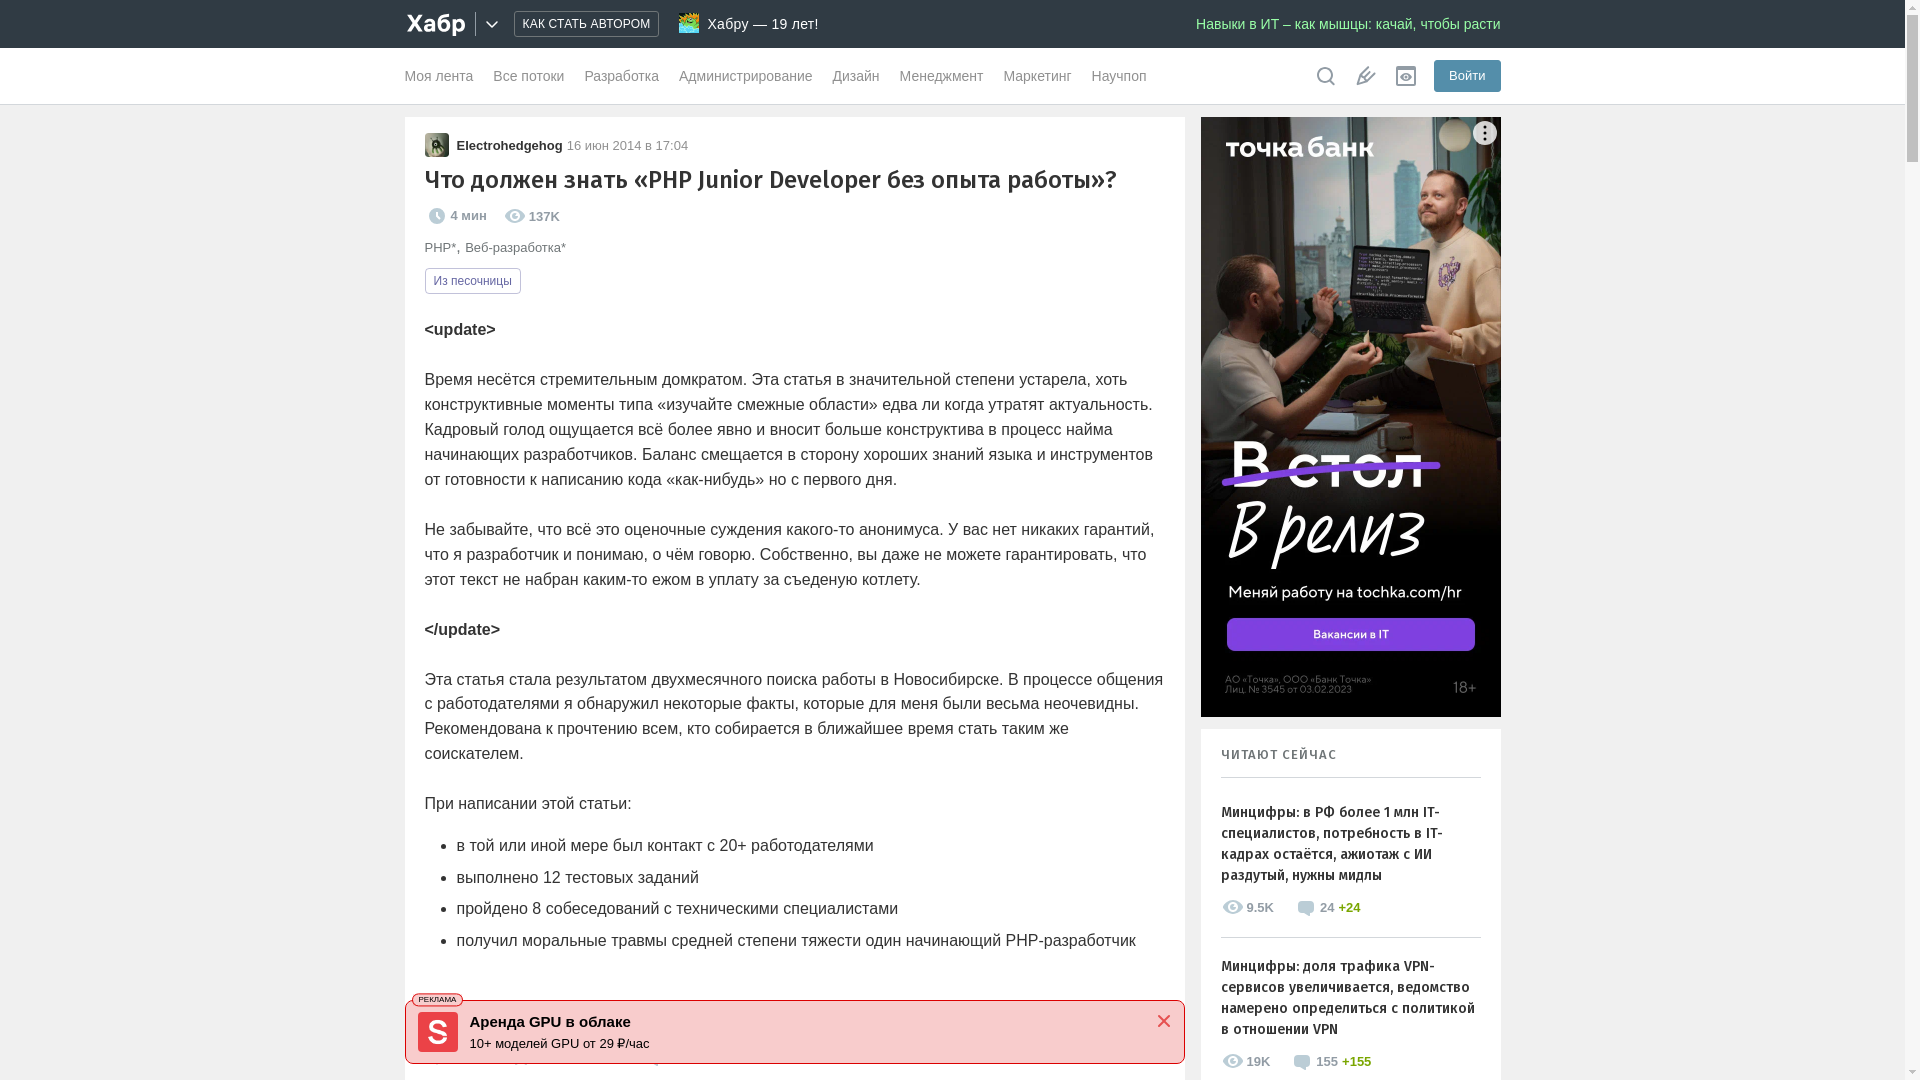 Хабр
КАК СТАТЬ АВТОРОМ
Хабру — 19 лет!
Навыки в ИТ – как мышцы: качай, чтобы расти
Моя лента
Все потоки
Разработка
Администрирование
Дизайн
Менеджмент
Маркетинг
Научпоп
Войти
Electrohedgehog 16 июн 2014 в 17:04
Что должен знать «PHP Junior Developer без опыта работы»?
4 мин
137K
PHP*, Веб-разработка*
Из песочницы
<update>
Время несётся стремительным домкратом. Эта статья в значительной степени устарела, хоть
конструктивные моменты типа «изучайте смежные области» едва ли когда утратят актуальность.
Кадровый голод ощущается всё более явно и вносит больше конструктива в процесс найма
начинающих разработчиков. Баланс смещается в сторону хороших знаний языка и инструментов
от готовности к написанию кода «как-нибудь» но с первого дня.
Не забывайте, что всё это оценочные суждения какого-то анонимуса. У вас нет никаких гарантий,
что я разработчик и понимаю, о чём говорю. Собственно, вы даже не можете гарантировать, что
этот текст не набран каким-то ежом в уплату за съеденую котлету.
</update>
Эта статья стала результатом двухмесячного поиска работы в Новосибирске. В процессе общения
с работодателями я обнаружил некоторые факты, которые для меня были весьма неочевидны.
Рекомендована к прочтению всем, кто собирается в ближайшее время стать таким же
соискателем.
При написании этой статьи:
в той или иной мере был контакт с 20+ работодателями
выполнено 12 тестовых заданий
пройдено 8 собеседований с техническими специалистами
получил моральные травмы средней степени тяжести один начинающий PHP-разработчик
РЕКЛАМА
S
Аренда GPU в облаке
10+ моделей GPU от 29 ₽/час
точка банк
В стол
В релиз
Меняй работу на tochka.com/hr
Вакансии в IT
АО «Точка», ООО «Банк Точка»
Лиц. № 3545 от 03.02.2023
18+
ЧИТАЮТ СЕЙЧАС
Минцифры: в РФ более 1 млн IT-
специалистов, потребность в IT-
кадрах остаётся, ажиотаж с ИИ
раздутый, нужны мидлы
9.5K
24 +24
Минцифры: доля трафика VPN-
сервисов увеличивается, ведомство
намерено определиться с политикой
в отношении VPN
19K
155 +155